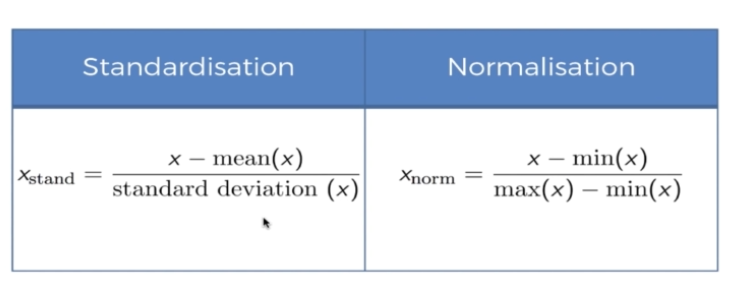 Standardisation
Normalisation
x_stand = (x − mean(x)) / (standard deviation (x))
x_norm = (x − min(x)) / (max(x) − min(x))